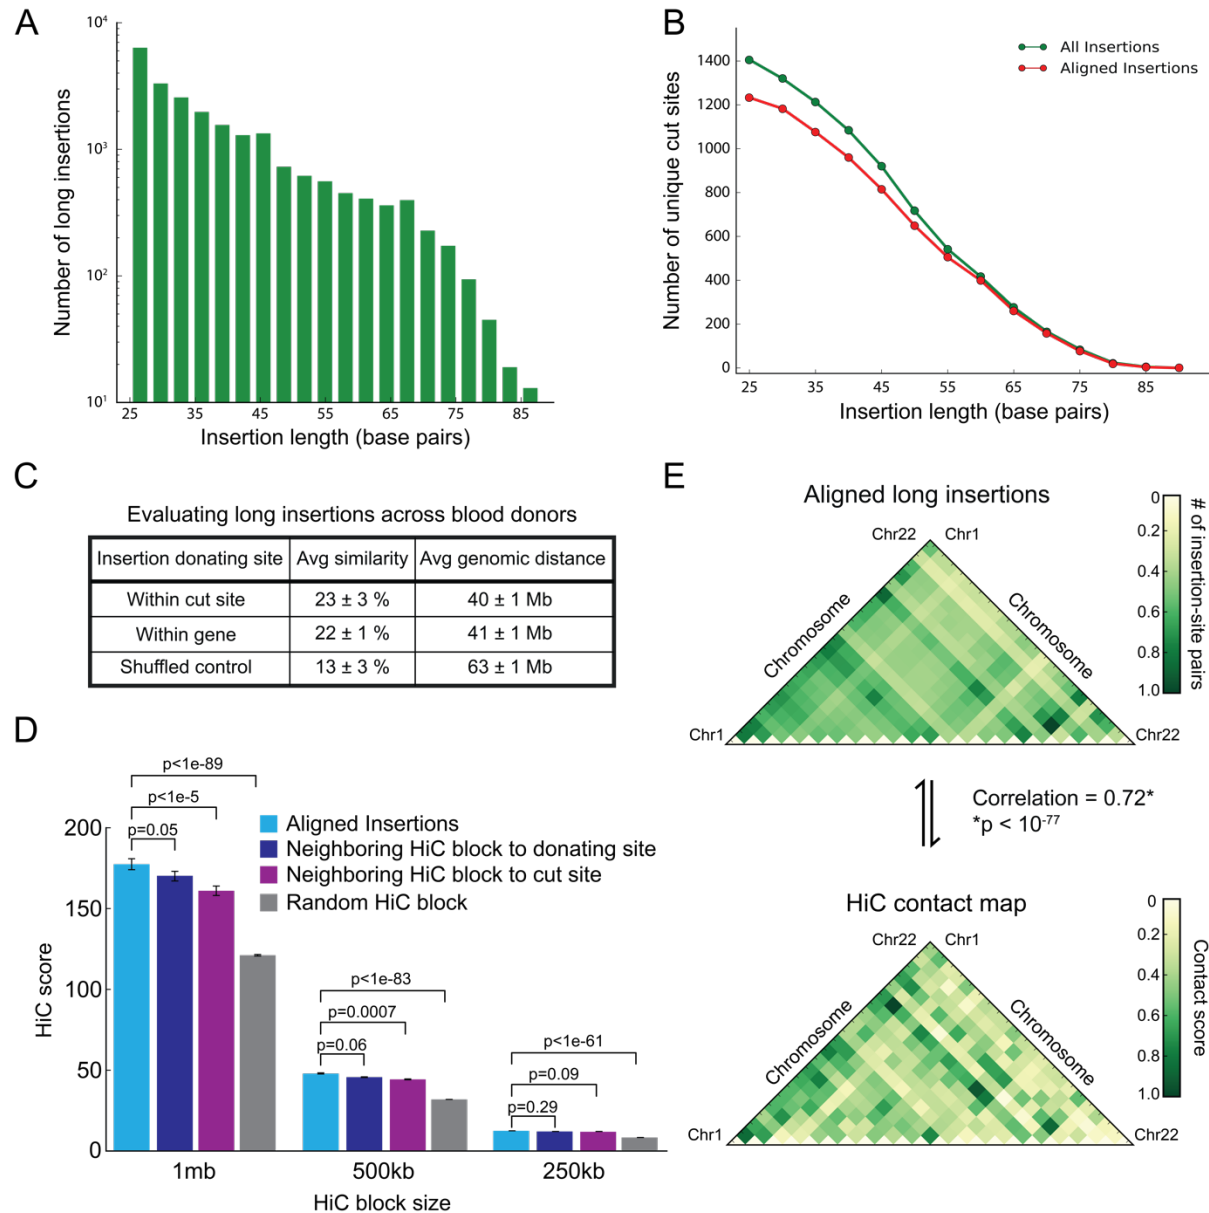 A
10⁴
10³
10²
10¹
Number of long insertions
25 35 45 55 65 75 85
Insertion length (base pairs)
B
1400
1200
1000
800
600
400
200
0
Number of unique cut sites
All Insertions
Aligned Insertions
25 35 45 55 65 75 85
Insertion length (base pairs)
C
Evaluating long insertions across blood donors
Insertion donating site Avg similarity Avg genomic distance
Within cut site 23 ± 3 % 40 ± 1 Mb
Within gene 22 ± 1 % 41 ± 1 Mb
Shuffled control 13 ± 3 % 63 ± 1 Mb
D
p<1e-89
p<1e-5
p=0.05
200
150
100
50
0
HiC score
Aligned Insertions
Neighboring HiC block to donating site
Neighboring HiC block to cut site
Random HiC block
p<1e-83
p=0.0007
p=0.06
p<1e-61
p=0.09
p=0.29
1mb 500kb 250kb
HiC block size
E
Aligned long insertions
Chr22 Chr1
Chromosome
Chromosome
Chr1 Chr22
0
0.2
0.4
0.6
0.8
1.0
# of insertion-site pairs
Correlation = 0.72*
*p < 10⁻⁷⁷
HiC contact map
Chr22 Chr1
Chromosome
Chromosome
Chr1 Chr22
0
0.2
0.4
0.6
0.8
1.0
Contact score